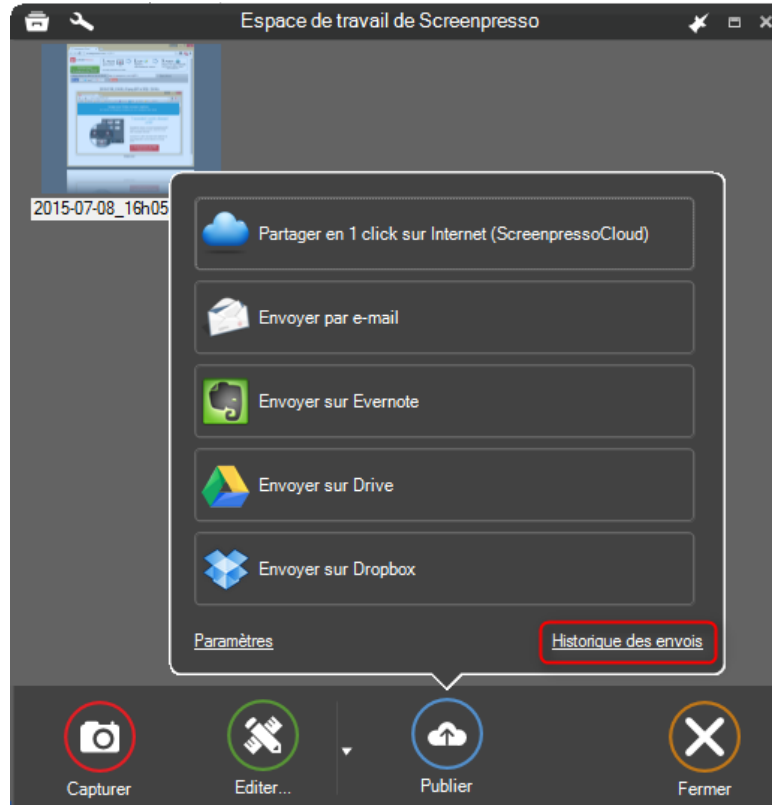 Espace de travail de Screenpresso
2015-07-08_16h05
Partager en 1 click sur Internet (ScreenpressoCloud)
Envoyer par e-mail
Envoyer sur Evernote
Envoyer sur Drive
Envoyer sur Dropbox
Paramètres
Historique des envois
Capturer
Editer...
Publier
Fermer